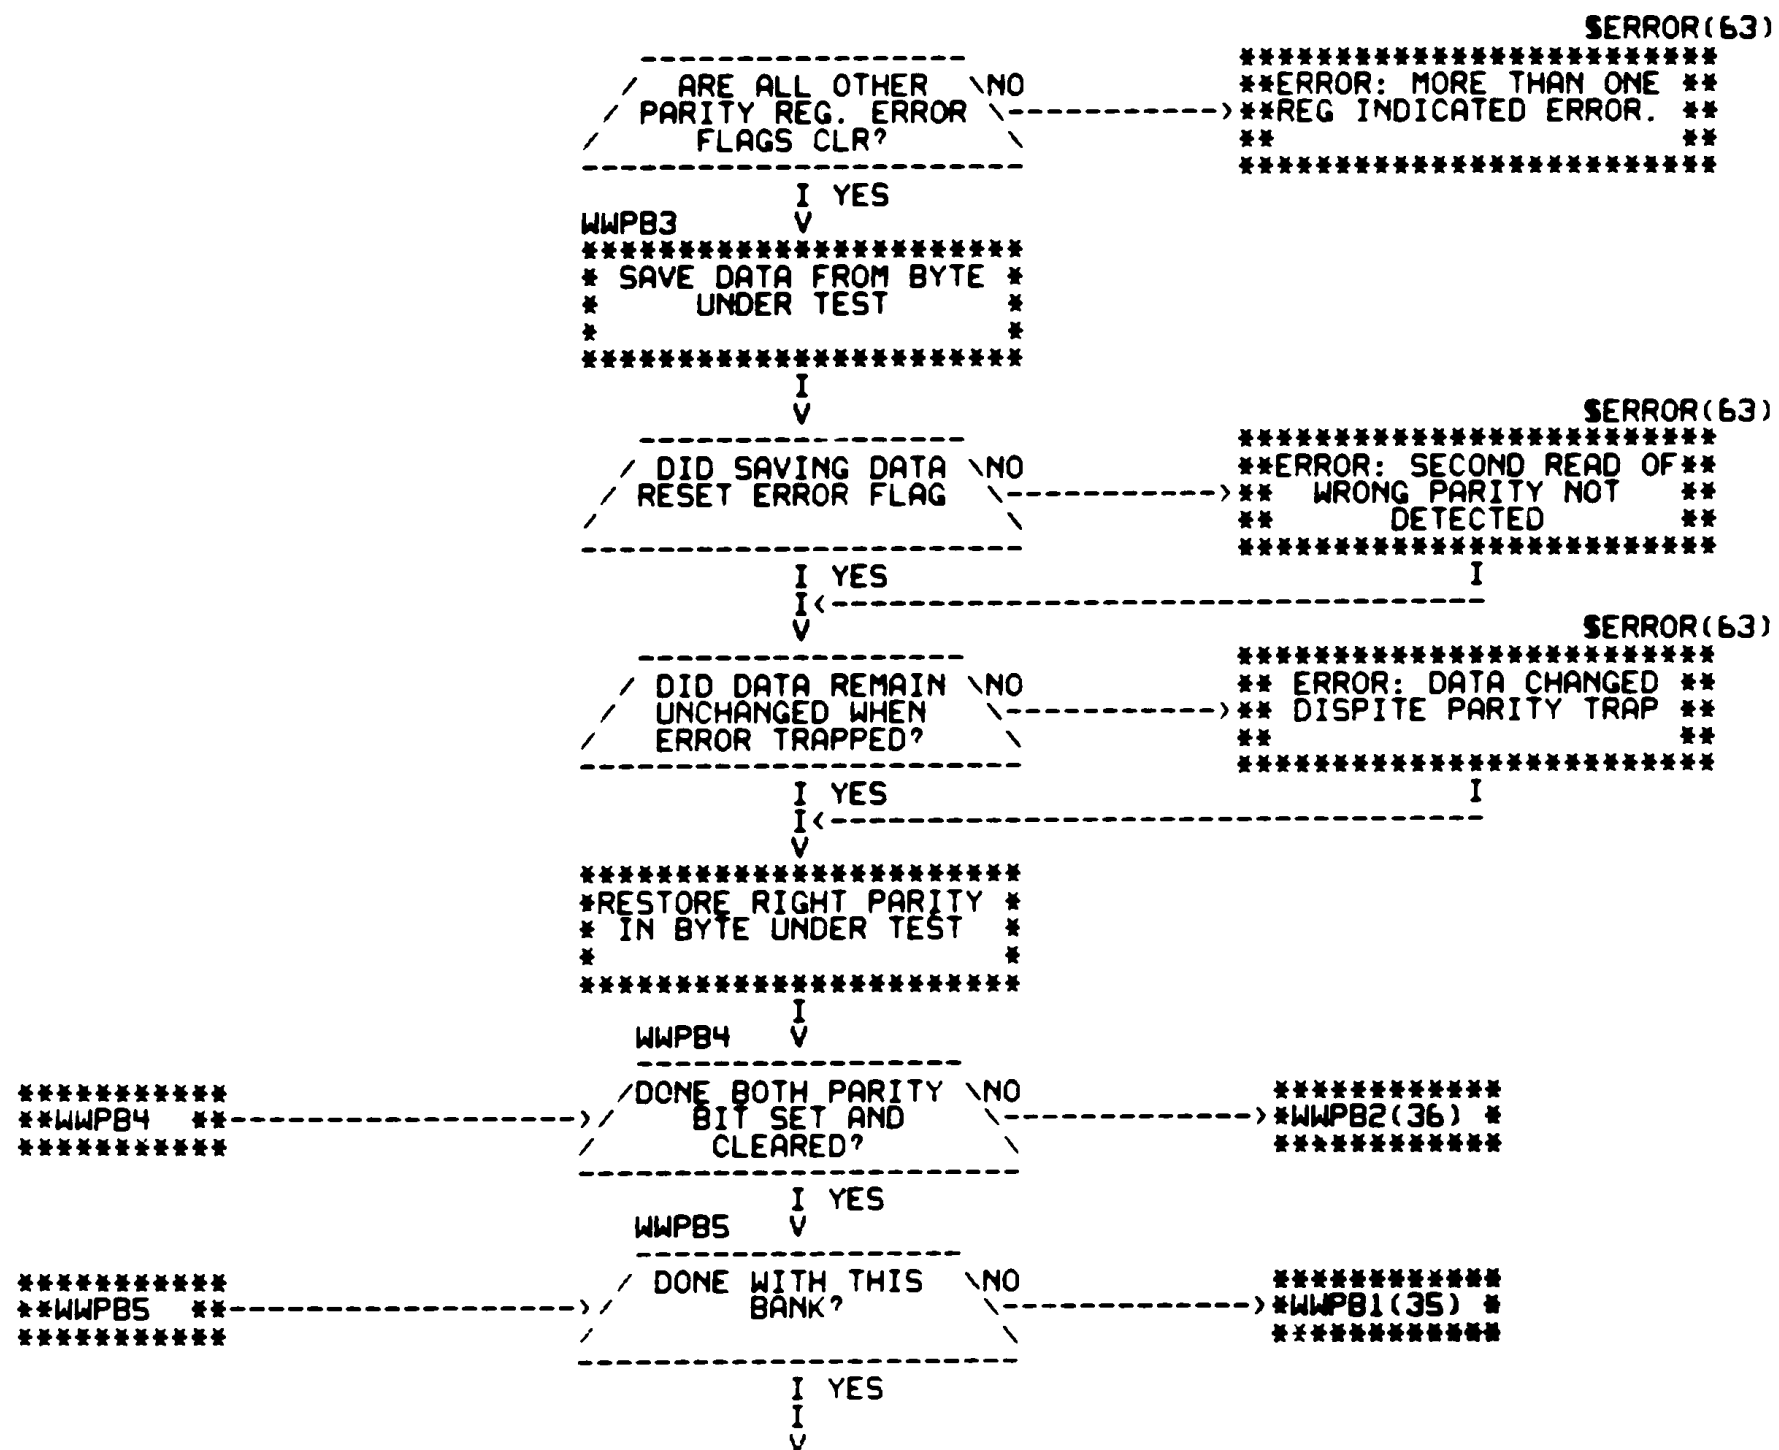 $ERROR(63)
------------------ *************************
/ ARE ALL OTHER \NO **ERROR: MORE THAN ONE **
/ PARITY REG. ERROR \------------>**REG INDICATED ERROR. **
/ FLAGS CLR? \ ** **
----------------------- *************************
I YES
WWPB3 V
***********************
* SAVE DATA FROM BYTE *
* UNDER TEST *
* *
***********************
I
V $ERROR(63)
------------------ *************************
/ DID SAVING DATA \NO **ERROR: SECOND READ OF**
/ RESET ERROR FLAG \------------>** WRONG PARITY NOT **
/ \ ** DETECTED **
----------------------- *************************
I YES I
I<----------------------------------
V $ERROR(63)
------------------ *************************
/ DID DATA REMAIN \NO ** ERROR: DATA CHANGED **
/ UNCHANGED WHEN \------------>** DISPITE PARITY TRAP **
/ ERROR TRAPPED? \ ** **
----------------------- *************************
I YES I
I<----------------------------------
V
***********************
*RESTORE RIGHT PARITY *
* IN BYTE UNDER TEST *
* *
***********************
I
WWPB4 V
------------------
*********** /DONE BOTH PARITY \NO ************
**WWPB4 **------------------->/ BIT SET AND \------------->*WWPB2(36) *
*********** / CLEARED? \ ************
-----------------------
I YES
WWPB5 V
------------------
*********** / DONE WITH THIS \NO ************
**WWPB5 **------------------->/ BANK? \------------->*WWPB1(35) *
*********** / \ ************
-----------------------
I YES
I
V